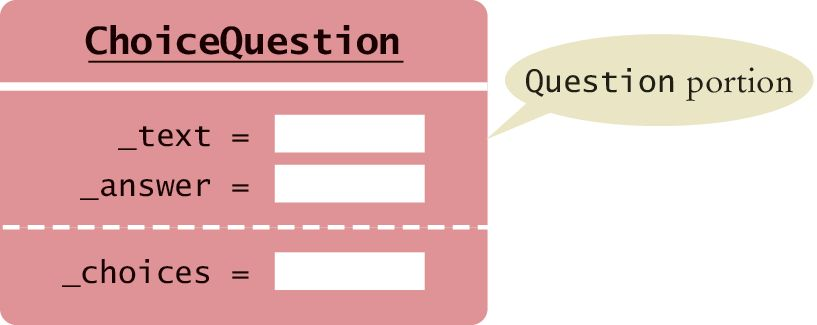 ChoiceQuestion
_text =
_answer =
_choices =
Question portion